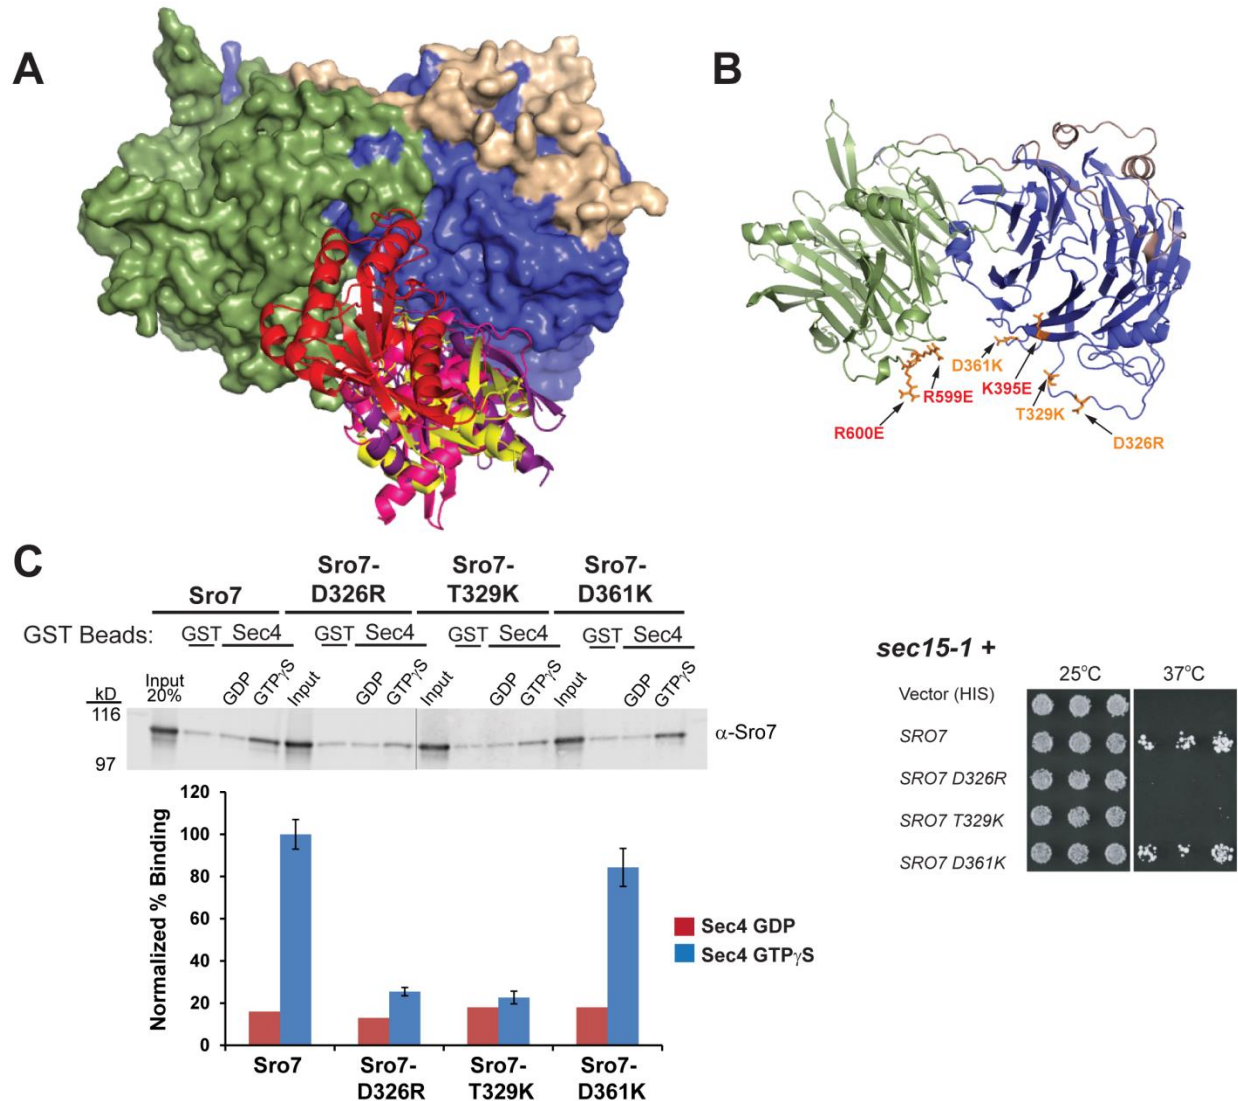 A
B
D361K
K395E
R599E
T329K
R600E
D326R
C
Sro7
Sro7-
D326R
Sro7-
T329K
Sro7-
D361K
GST Beads:
GST Sec4
GST Sec4
GST Sec4
GST Sec4
Input
20%
GDP
GTPγS
Input
GDP
GTPγS
Input
GDP
GTPγS
Input
GDP
GTPγS
kD
116
97
α-Sro7
Normalized % Binding
120
100
80
60
40
20
0
Sro7
Sro7-
D326R
Sro7-
T329K
Sro7-
D361K
Sec4 GDP
Sec4 GTPγS
sec15-1 +
25°C 37°C
Vector (HIS)
SRO7
SRO7 D326R
SRO7 T329K
SRO7 D361K